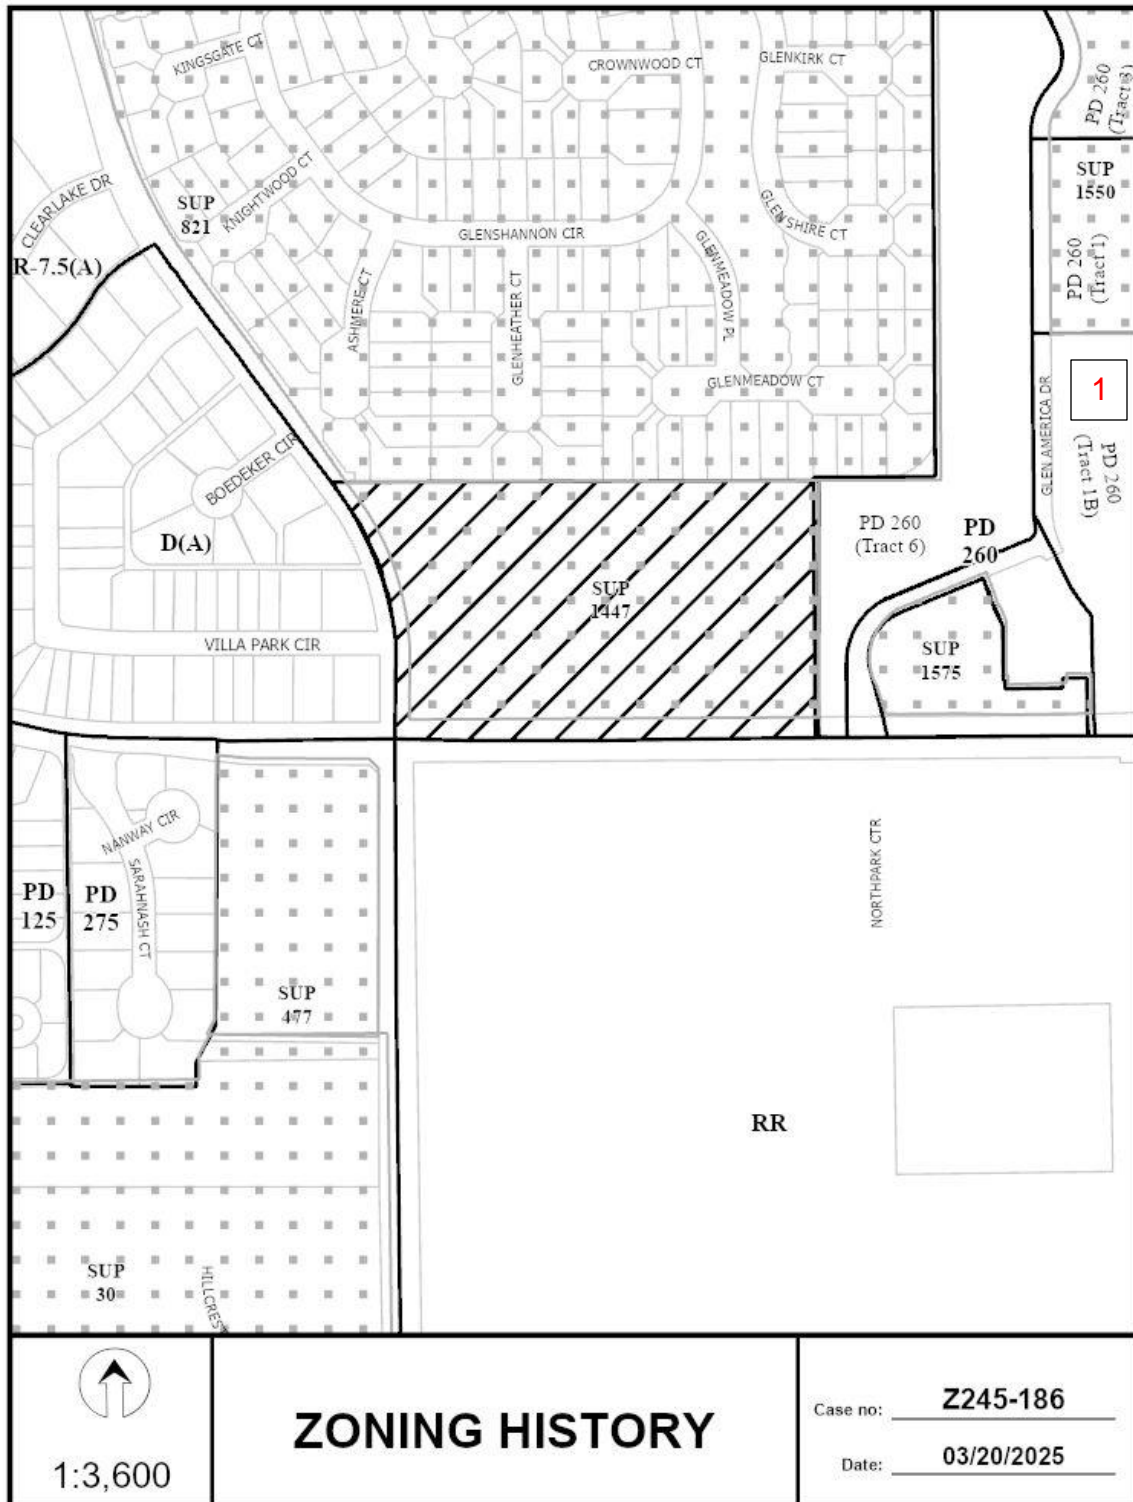 KINGSGATE CT
CROWNWOOD CT
GLENKIRK CT
PD 260
(Tract 3)
CLEARLAKE DR
SUP
821
KNIGHTWOOD CT
GLENSHANNON CIR
GLENSHIRE CT
SUP
1550
R-7.5(A)
ASHMERE CT
GLENHEATHER CT
GLENMEADOW PL
PD 260
(Tract 1)
GLENMEADOW CT
GLEN AMERICA DR
1
PD 260
(Tract 1B)
BOEDEKER CIR
D(A)
SUP
1447
PD 260
(Tract 6)
PD
260
VILLA PARK CIR
SUP
1575
NANWAY CIR
SARAHNASH CT
PD
125
PD
275
SUP
477
NORTHPARK CTR
RR
SUP
30
HILLCREST
1:3,600
ZONING HISTORY
Case no: Z245-186
Date: 03/20/2025